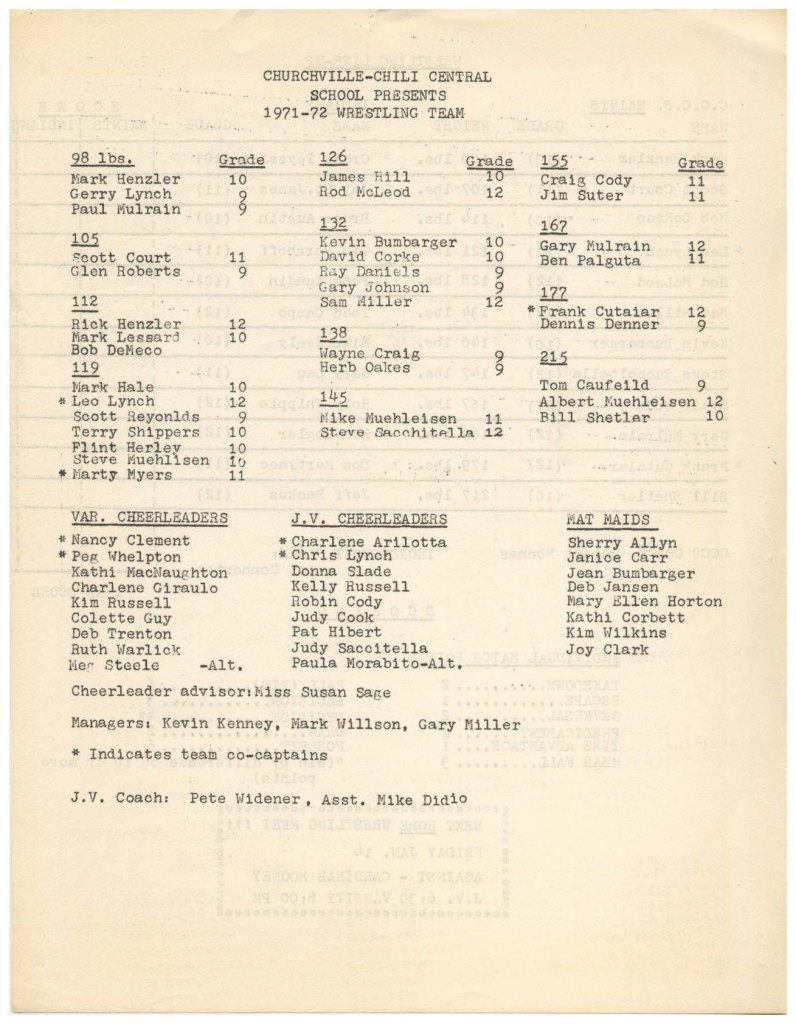 CHURCHVILLE-CHILI CENTRAL
SCHOOL PRESENTS
1971-72 WRESTLING TEAM
98 lbs. Grade
Mark Henzler 10
Gerry Lynch 9
Paul Mulrain 9
105
Scott Court 11
Glen Roberts 9
112
Rick Henzler 12
Mark Lessard 10
Bob DeMeco
119
Mark Hale 10
* Leo Lynch 12
Scott Reyonlds 9
Terry Shippers 10
Flint Herley 10
Steve Muehlisen 10
* Marty Myers 11
126 Grade
James Hill 10
Rod McLeod 12
132
Kevin Bumbarger 10
David Corke 10
Ray Daniels 9
Gary Johnson 9
Sam Miller 12
138
Wayne Craig 9
Herb Oakes 9
145
Mike Muehleisen 11
Steve Sacchitella 12
155 Grade
Craig Cody 11
Jim Suter 11
167
Gary Mulrain 12
Ben Palguta 11
177
* Frank Cutaiar 12
Dennis Denner 9
215
Tom Caufeild 9
Albert Muehleisen 12
Bill Shetler 10
VAR. CHEERLEADERS
* Nancy Clement
* Peg Whelpton
Kathi MacNaughton
Charlene Giraulo
Kim Russell
Colette Guy
Deb Trenton
Ruth Warlick
Meg Steele -Alt.
J.V. CHEERLEADERS
* Charlene Arilotta
* Chris Lynch
Donna Slade
Kelly Russell
Robin Cody
Judy Cook
Pat Hibert
Judy Saccitella
Paula Morabito-Alt.
MAT MAIDS
Sherry Allyn
Janice Carr
Jean Bumbarger
Deb Jansen
Mary Ellen Horton
Kathi Corbett
Kim Wilkins
Joy Clark
Cheerleader advisor:Miss Susan Sage
Managers: Kevin Kenney, Mark Willson, Gary Miller
* Indicates team co-captains
J.V. Coach: Pete Widener, Asst. Mike Didio